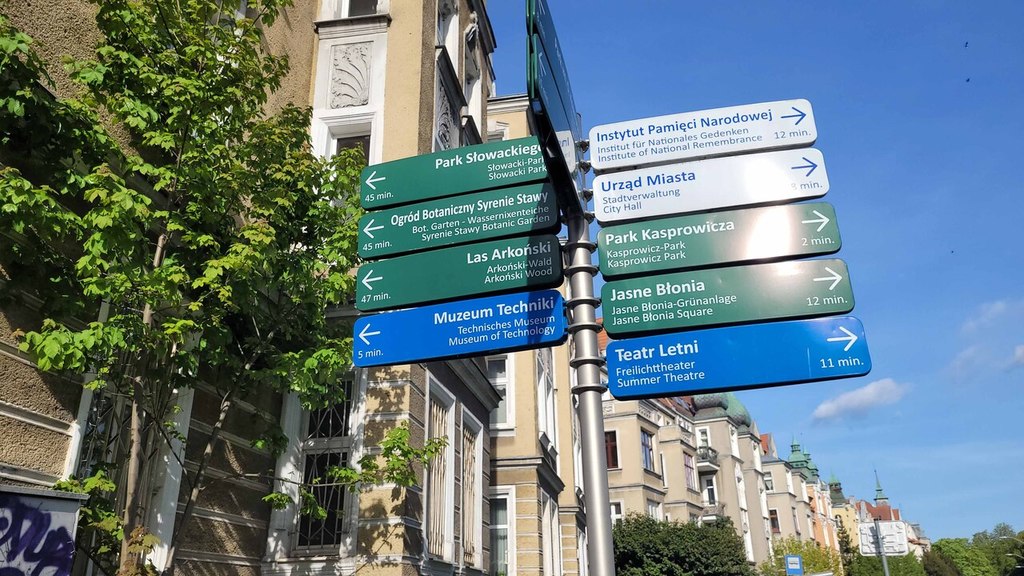 Park Słowackiego
Słowacki-Park
Słowacki Park
45 min.
Ogród Botaniczny Syrenie Stawy
Bot. Garten - Wassernixenteiche
Syrenie Stawy Botanic Garden
45 min.
Las Arkoński
Arkoński-Wald
Arkoński Wood
47 min.
Muzeum Techniki
Technisches Museum
Museum of Technology
5 min.
Instytut Pamięci Narodowej
Institut für Nationales Gedenken
Institute of National Remembrance
12 min.
Urząd Miasta
Stadtverwaltung
City Hall
min.
Park Kasprowicza
Kasprowicz-Park
Kasprowicz Park
2 min.
Jasne Błonia
Jasne Błonia-Grünanlage
Jasne Błonia Square
12 min.
Teatr Letni
Freilichttheater
Summer Theatre
11 min.